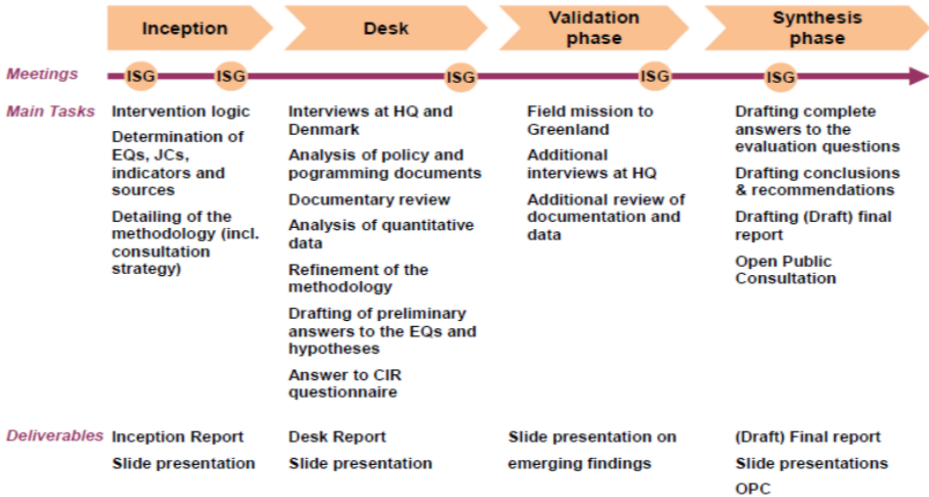 Inception
Desk
Validation
phase
Synthesis
phase
Meetings
ISG
ISG
ISG
ISG
ISG
Main Tasks
Intervention logic
Determination of
EQs, JCs,
indicators and
sources
Detailing of the
methodology (incl.
consultation
strategy)
Interviews at HQ and
Denmark
Analysis of policy and
pogramming documents
Documentary review
Analysis of quantitative
data
Refinement of the
methodology
Drafting of preliminary
answers to the EQs and
hypotheses
Answer to CIR
questionnaire
Field mission to
Greenland
Additional
interviews at HQ
Additional review of
documentation and
data
Drafting complete
answers to the
evaluation questions
Drafting conclusions
& recommendations
Drafting (Draft) final
report
Open Public
Consultation
Deliverables
Inception Report
Slide presentation
Desk Report
Slide presentation
Slide presentation on
emerging findings
(Draft) Final report
Slide presentations
OPC